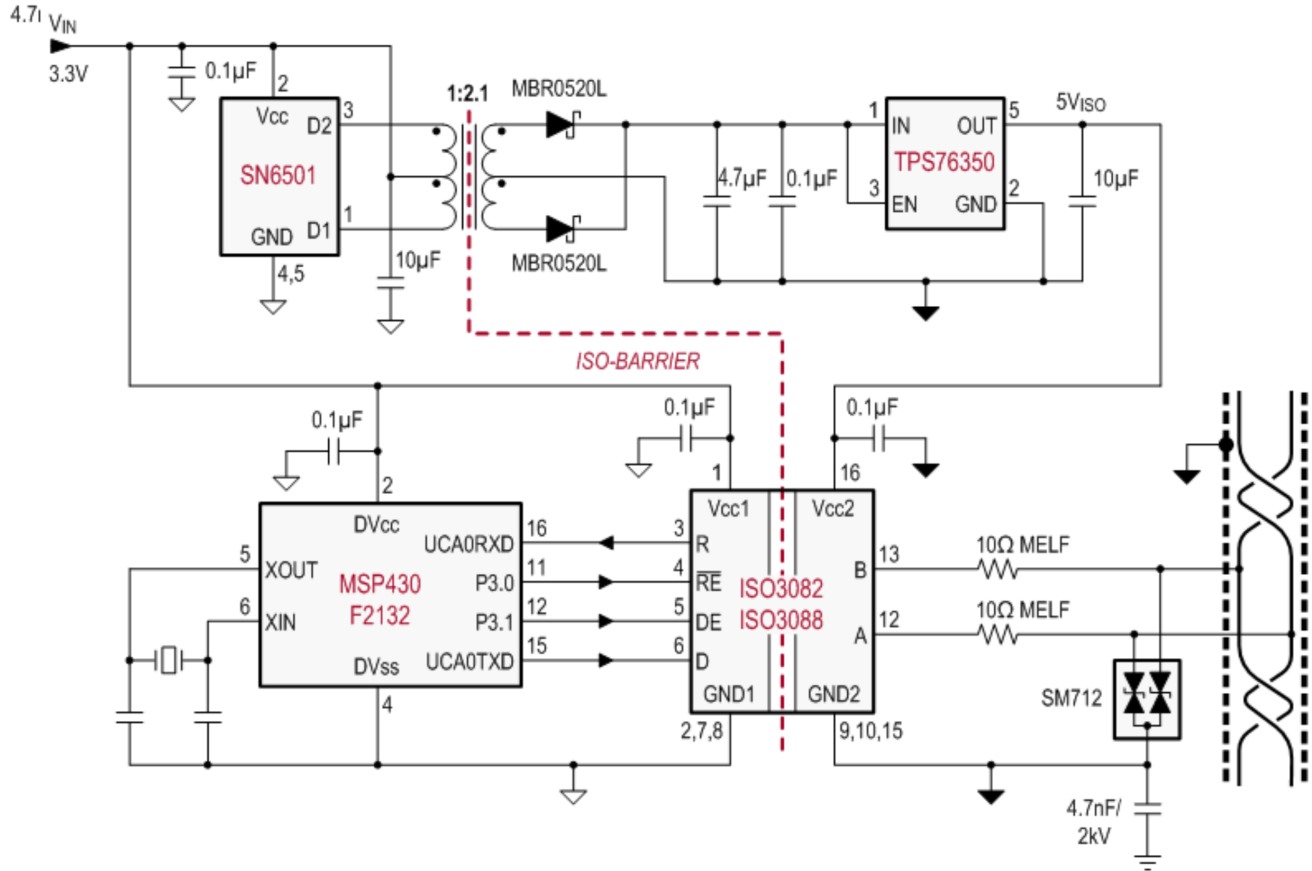 4.7ı
VIN
3.3V
0.1µF
2
Vcc
D2
3
SN6501
D1
1
GND
4,5
10µF
1:2.1
MBR0520L
MBR0520L
4.7µF
0.1µF
1
IN
OUT
5
TPS76350
3
EN
GND
2
5VISO
10µF
ISO-BARRIER
0.1µF
2
DVcc
5
XOUT
6
XIN
MSP430
F2132
UCA0RXD
16
P3.0
11
P3.1
12
UCA0TXD
15
DVss
4
0.1µF
1
Vcc1
3
R
4
RE
5
DE
6
D
GND1
2,7,8
0.1µF
16
Vcc2
ISO3082
ISO3088
B
13
A
12
GND2
9,10,15
10Ω MELF
10Ω MELF
SM712
4.7nF/
2kV